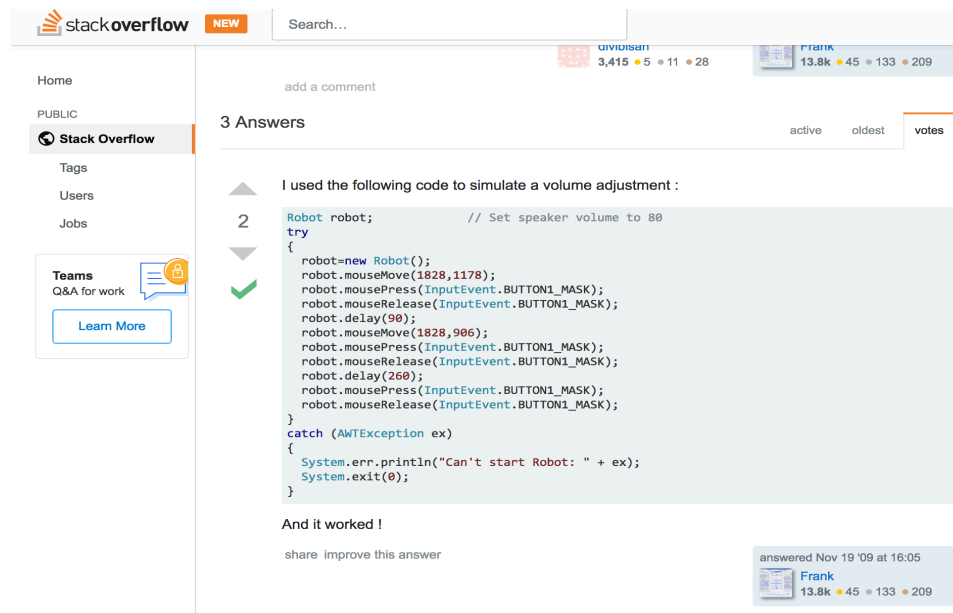 stackoverflow NEW Search...
divibisan Frank
3,415 5 11 28 13.8k 45 133 209
Home
add a comment
PUBLIC
3 Answers
active oldest votes
Stack Overflow
Tags
Users
Jobs
Teams
Q&A for work
Learn More
I used the following code to simulate a volume adjustment :
2
Robot robot;             // Set speaker volume to 80
try
{
  robot=new Robot();
  robot.mouseMove(1828,1178);
  robot.mousePress(InputEvent.BUTTON1_MASK);
  robot.mouseRelease(InputEvent.BUTTON1_MASK);
  robot.delay(90);
  robot.mouseMove(1828,906);
  robot.mousePress(InputEvent.BUTTON1_MASK);
  robot.mouseRelease(InputEvent.BUTTON1_MASK);
  robot.delay(260);
  robot.mousePress(InputEvent.BUTTON1_MASK);
  robot.mouseRelease(InputEvent.BUTTON1_MASK);
}
catch (AWTException ex)
{
  System.err.println("Can't start Robot: " + ex);
  System.exit(0);
}
And it worked !
share improve this answer
answered Nov 19 '09 at 16:05
Frank
13.8k 45 133 209